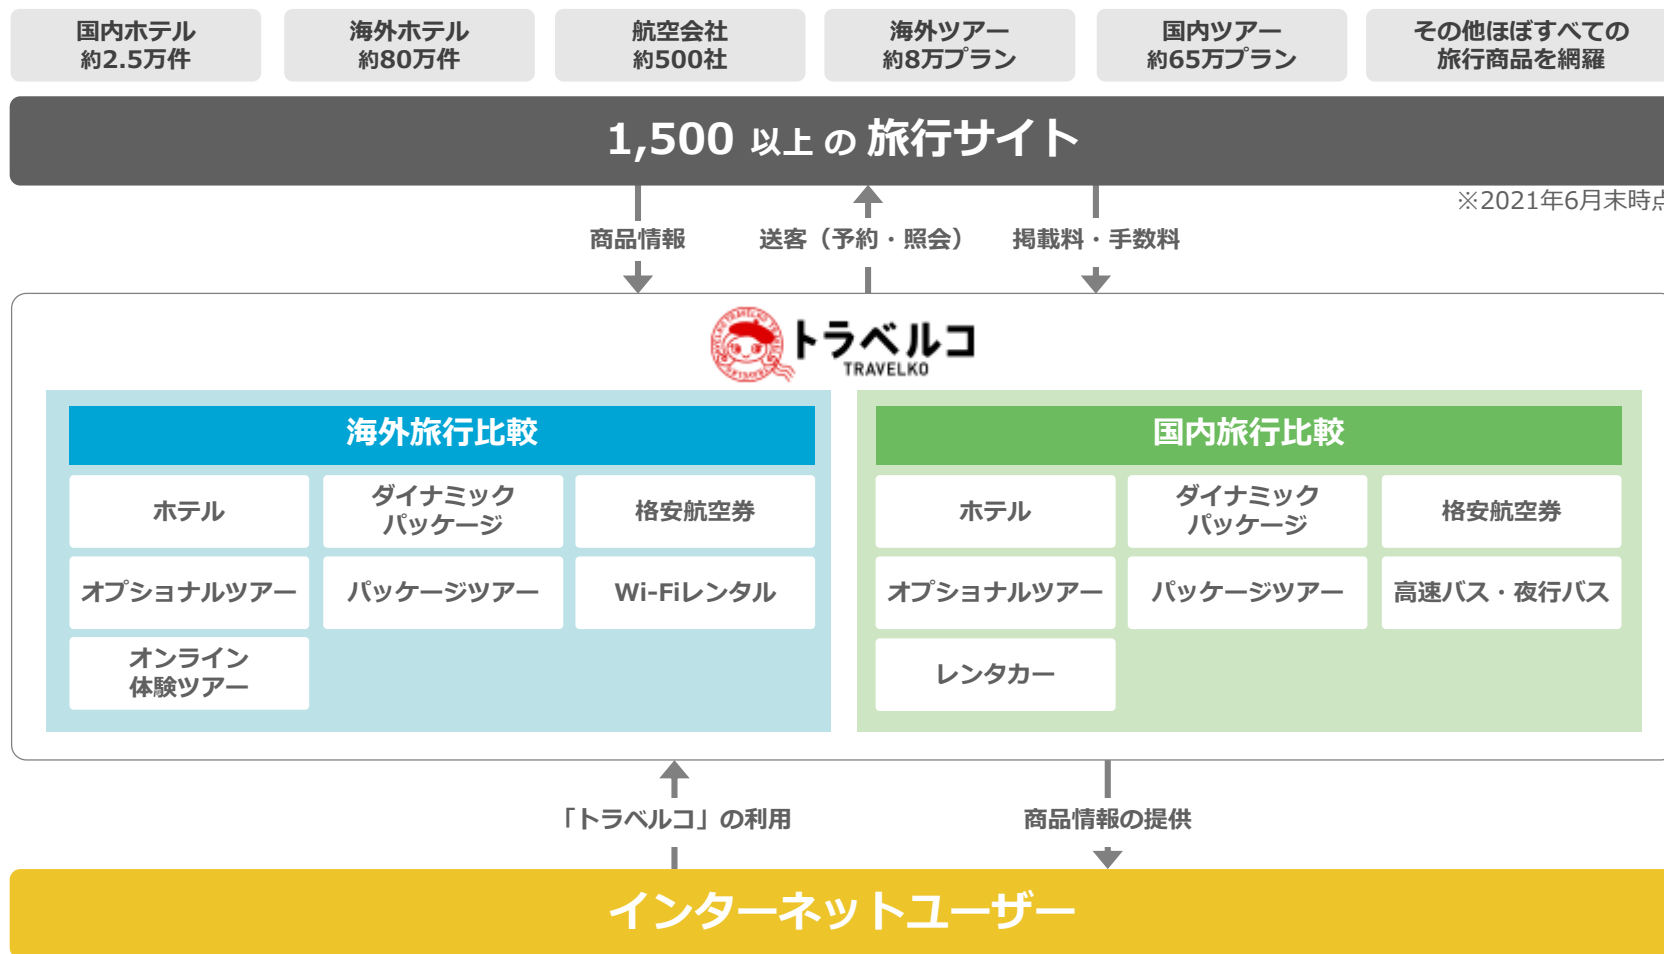 国内ホテル
約2.5万件
海外ホテル
約80万件
航空会社
約500社
海外ツアー
約8万プラン
国内ツアー
約65万プラン
その他ほぼすべての
旅行商品を網羅
1,500 以上 の 旅行サイト
※2021年6月末時点
商品情報
送客（予約・照会）
掲載料・手数料
トラベルコ
TRAVELKO
海外旅行比較
ホテル
ダイナミック
パッケージ
格安航空券
オプショナルツアー
パッケージツアー
Wi-Fiレンタル
オンライン
体験ツアー
国内旅行比較
ホテル
ダイナミック
パッケージ
格安航空券
オプショナルツアー
パッケージツアー
高速バス・夜行バス
レンタカー
「トラベルコ」の利用
商品情報の提供
インターネットユーザー